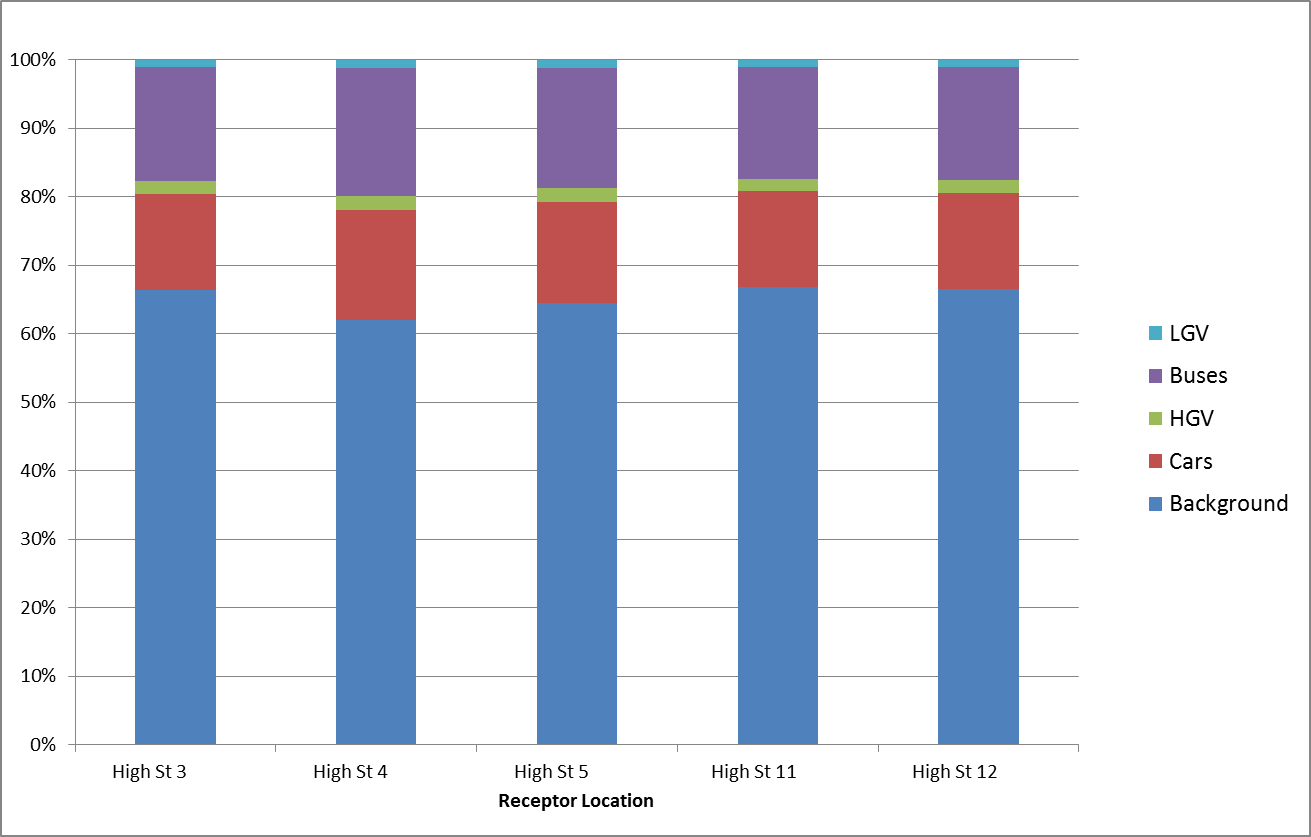 100%
90%
80%
70%
60%
50%
40%
30%
20%
10%
0%
High St 3 High St 4 High St 5 High St 11 High St 12
Receptor Location
LGV
Buses
HGV
Cars
Background